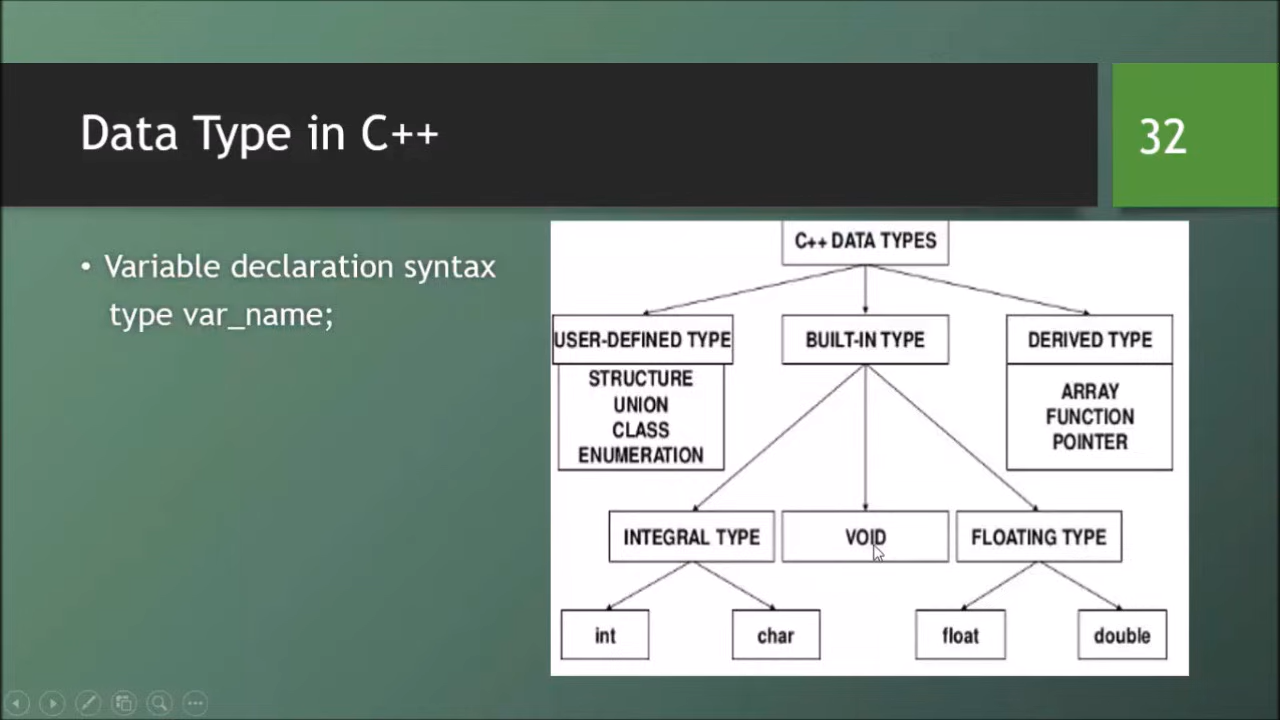 Data Type in C++
32
• Variable declaration syntax
type var_name;
C++ DATA TYPES
USER-DEFINED TYPE
STRUCTURE
UNION
CLASS
ENUMERATION
BUILT-IN TYPE
DERIVED TYPE
ARRAY
FUNCTION
POINTER
INTEGRAL TYPE
VOID
FLOATING TYPE
int
char
float
double